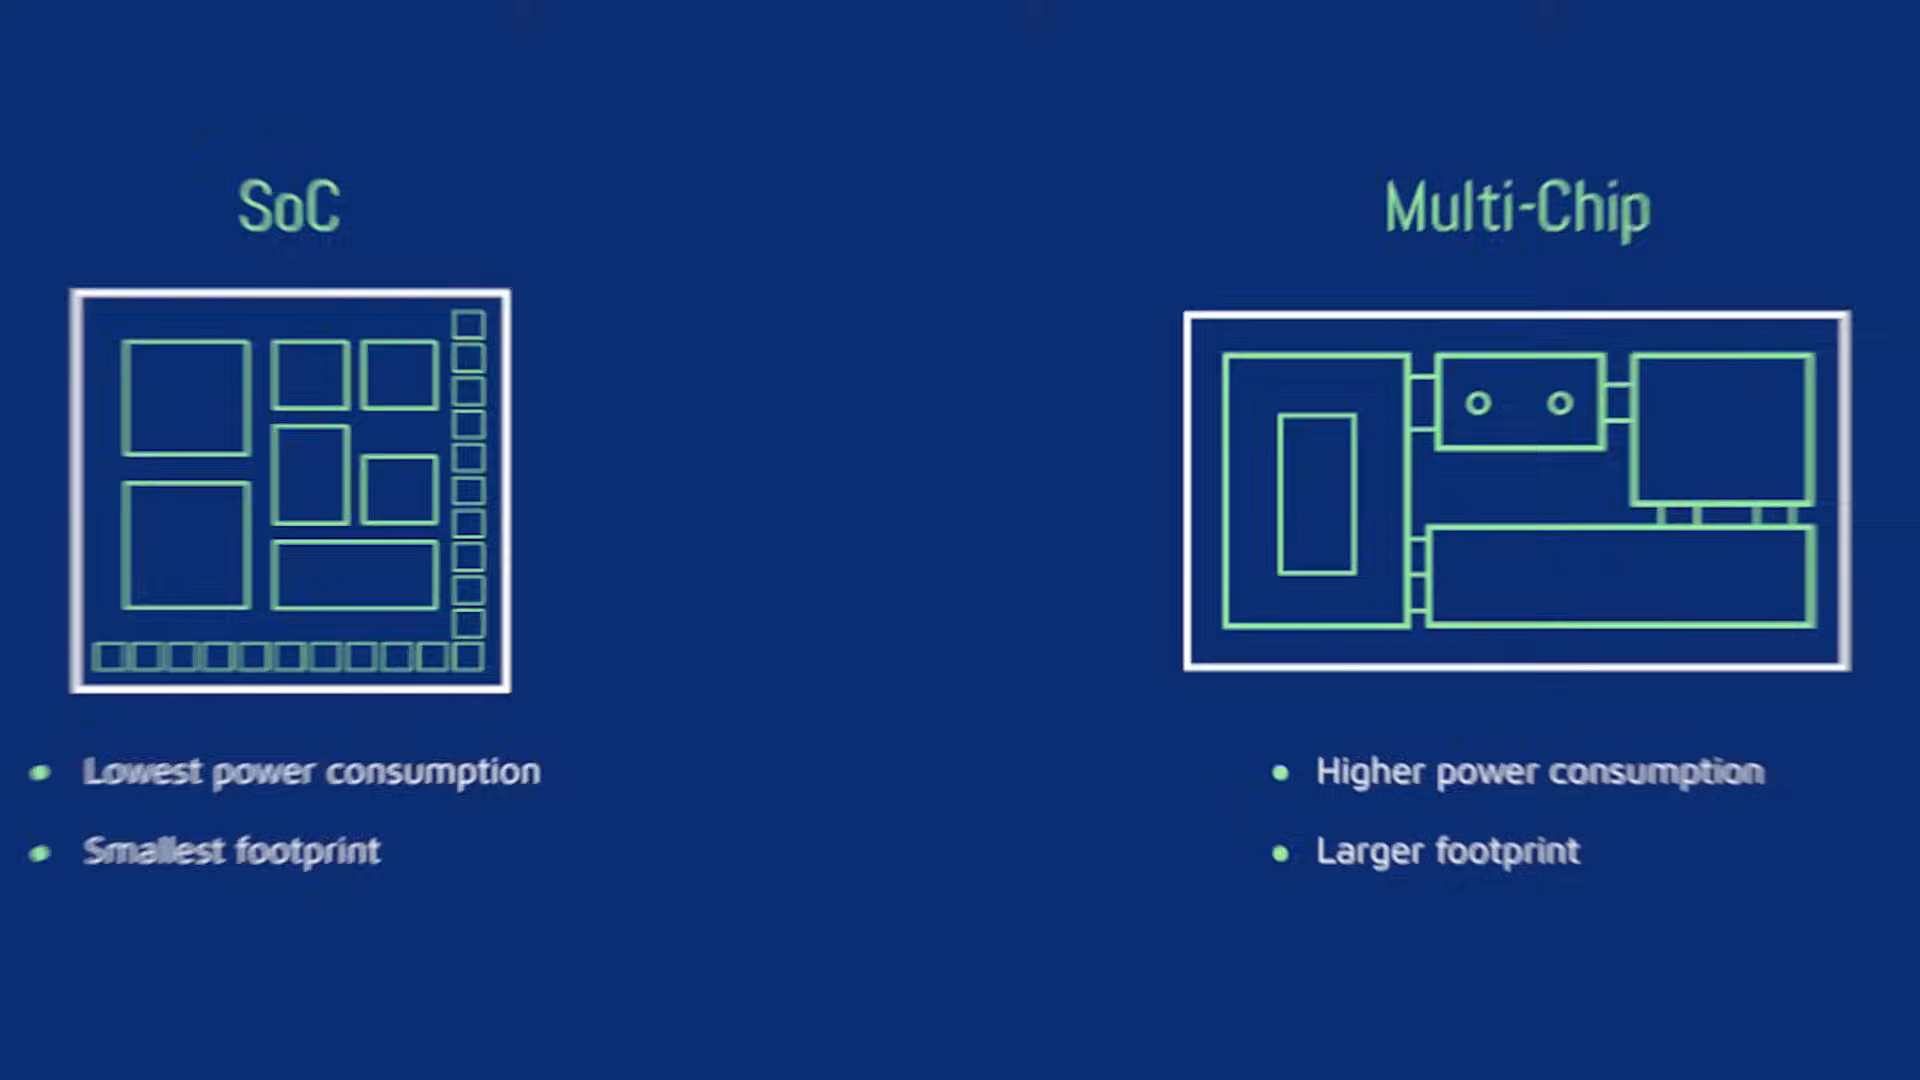 SoC
Lowest power consumption
Smallest footprint
Multi-Chip
Higher power consumption
Larger footprint